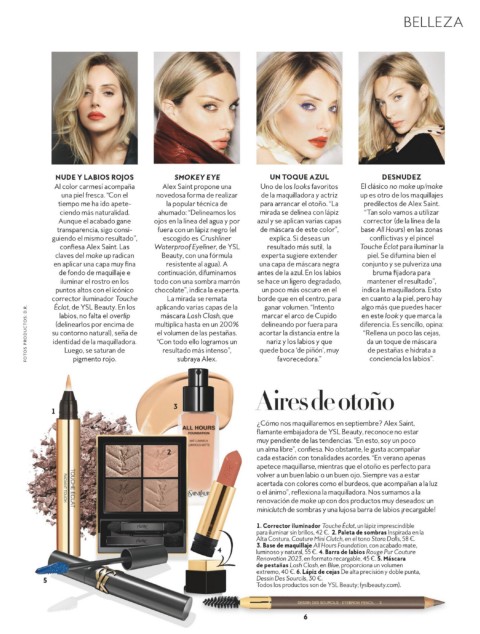 BELLEZA
NUDE Y LABIOS ROJOS
Al color carmesí acompaña
una piel fresca. "Con el
tiempo me ha ido apete-
ciendo más naturalidad.
Aunque el acabado gane
transparencia, sigo consi-
guiendo el mismo resultado",
confiesa Alex Saint. Las
claves del make up radican
en aplicar una capa muy fina
de fondo de maquillaje e
iluminar el rostro en los
puntos altos con el icónico
corrector iluminador Touche
Éclat, de YSL Beauty. En los
labios, no falta el overlip
(delinearlos por encima de
su contorno natural), seña de
identidad de la maquilladora.
Luego, se saturan de
pigmento rojo.
SMOKEY EYE
Alex Saint propone una
novedosa forma de realizar
la popular técnica de
ahumado: "Delineamos los
ojos en la línea del agua y por
fuera con un lápiz negro (el
escogido es Crushliner
Waterproof Eyeliner, de YSL
Beauty, con una fórmula
resistente al agua). A
continuación, difuminamos
todo con una sombra marrón
chocolate", indica la experta.
La mirada se remata
aplicando varias capas de la
máscara Lash Clash, que
multiplica hasta en un 200%
el volumen de las pestañas.
"Con todo ello logramos un
resultado más intenso",
subraya Alex.
UN TOQUE AZUL
Uno de los looks favoritos
de la maquilladora y actriz
para arrancar el otoño. "La
mirada se delinea con lápiz
azul y se aplican varias capas
de máscara de este color",
explica. Si deseas un
resultado más sutil, la
experta sugiere extender
una capa de máscara negra
antes de la azul. En los labios
se hace un ligero degradado,
un poco más oscuro en el
borde que en el centro, para
ganar volumen. "Intento
marcar el arco de Cupido
delineando por fuera para
acortar la distancia entre la
nariz y los labios y que
quede boca 'de piñón', muy
favorecedora."
DESNUDEZ
El clásico no make up/make
up es otro de los maquillajes
predilectos de Alex Saint.
"Tan solo vamos a utilizar
corrector (de la línea de la
base All Hours) en las zonas
conflictivas y el pincel
Touche Éclat para iluminar la
piel. Se difumina bien el
conjunto y se pulveriza una
bruma fijadora para
mantener el resultado",
indica la maquilladora. Esto
en cuanto a la piel, pero hay
algo más que puedes hacer
en este look y que marca la
diferencia. Es sencillo, opina:
"Rellena un poco las cejas,
da un toque de máscara
de pestañas e hidrata a
conciencia los labios".
FOTOS PRODUCTOS: D.R.
1
2
3
4
5
TOUCHE ÉCLAT
ALL HOURS
FOUNDATION
Aires de otoño
¿Cómo nos maquillaremos en septiembre? Alex Saint,
flamante embajadora de YSL Beauty, reconoce no estar
muy pendiente de las tendencias. "En esto, soy un poco
un alma libre", confiesa. No obstante, le gusta acompañar
cada estación con tonalidades acordes. "En verano apenas
apetece maquillarse, mientras que el otoño es perfecto para
volver a un buen labio o un buen ojo. Siempre caigo en una
acertada elección de colores como el burdeos, que acompañan a la luz
o el ánimo", reflexiona la maquilladora. Nos sumamos a la
renovación de make up con dos productos muy deseados: un
miniclutch de sombras y una lujosa barra de labios ¡recargable!
1. Corrector iluminador Touche Éclat, un lápiz imprescindible
para iluminar sin brillos, 42 €. 2. Paleta de sombras Inspirada en la
Alta Costura, Couture Mini Clutch, en el tono Stora Dolls, 58 €.
3. Base de maquillaje All Hours Foundation, con acabado mate,
luminoso y natural, 55 €. 4. Barra de labios Rouge Pur Couture
Renovation 2023, en formato recargable, 45 €. 5. Máscara
de pestañas Lash Clash, en Blue, proporciona un volumen
extremo, 40 €. 6. Lápiz de cejas De alta precisión y doble punta,
Dessin Des Sourcils, 30 €.
Todos los productos son de YSL Beauty; (yslbeauty.com).
6